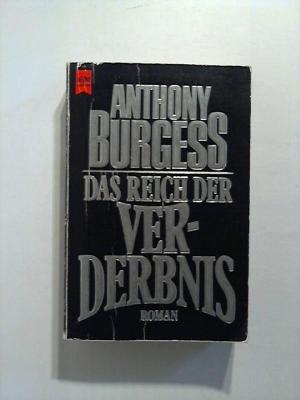 ANTHONY
BURGESS
DAS REICH DER
VER-
DERBNIS
ROMAN